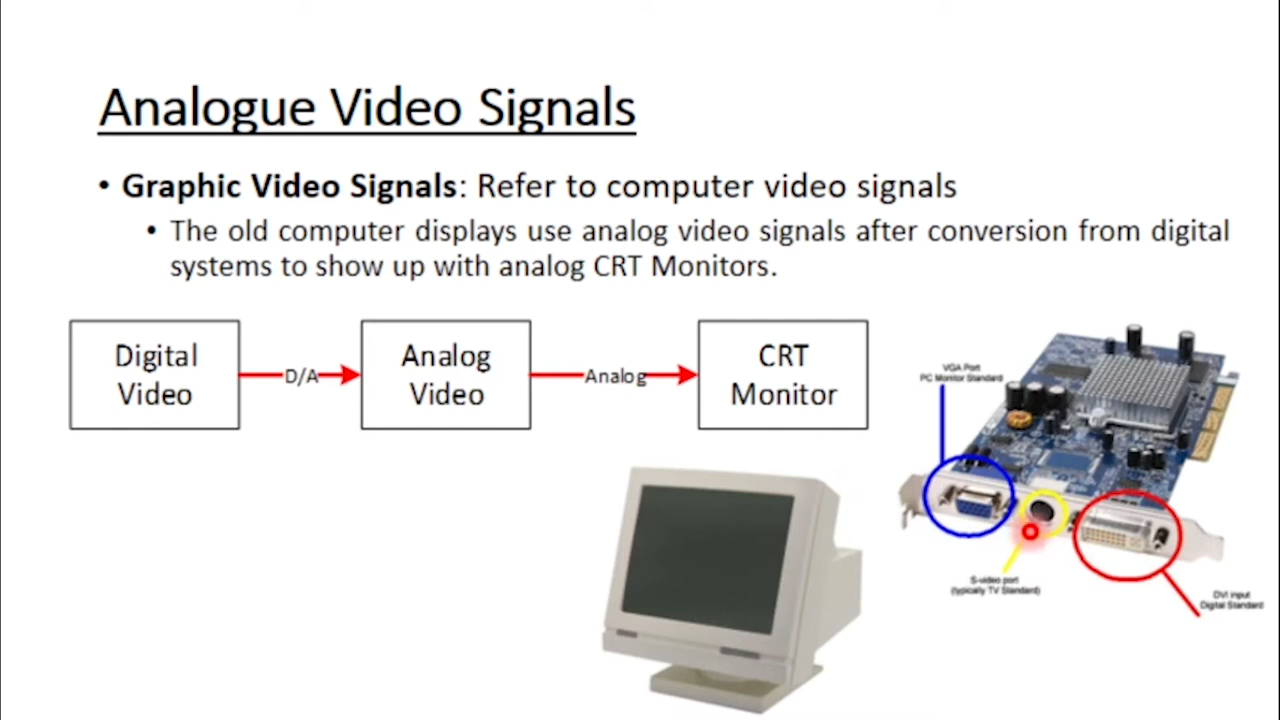 Analogue Video Signals
• Graphic Video Signals: Refer to computer video signals
• The old computer displays use analog video signals after conversion from digital
systems to show up with analog CRT Monitors.
Digital
Video
D/A
Analog
Video
Analog
CRT
Monitor
VGA Port
PC Monitor Standard
S-video port
(typically TV Standard)
DVI input
Digital Standard